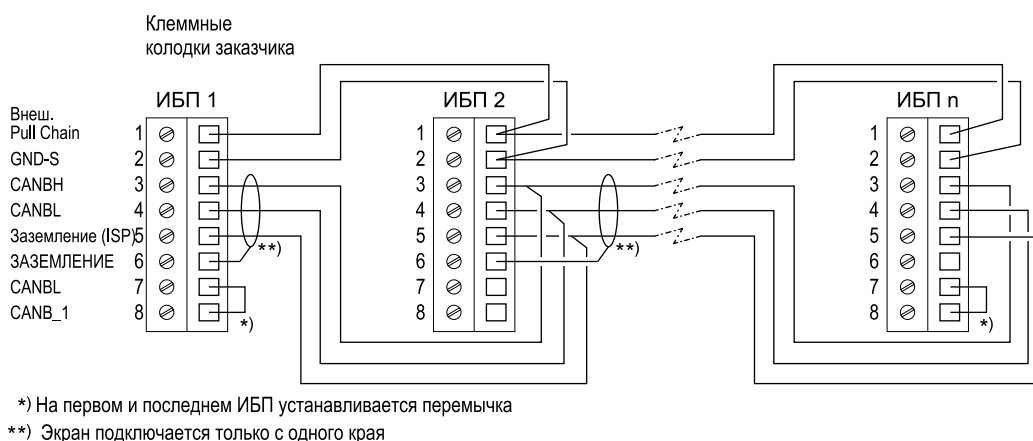 Клеммные
колодки заказчика
ИБП 1
ИБП 2
ИБП n
Внеш.
Pull Chain 1
GND-S 2
CANBH 3
CANBL 4
Заземление (ISP) 5
ЗАЗЕМЛЕНИЕ 6
CANBL 7
CANB_1 8
**)
*)
1
2
3
4
5
6
7
8
**)
1
2
3
4
5
6
7
8
*)
*) На первом и последнем ИБП устанавливается перемычка
**) Экран подключается только с одного края